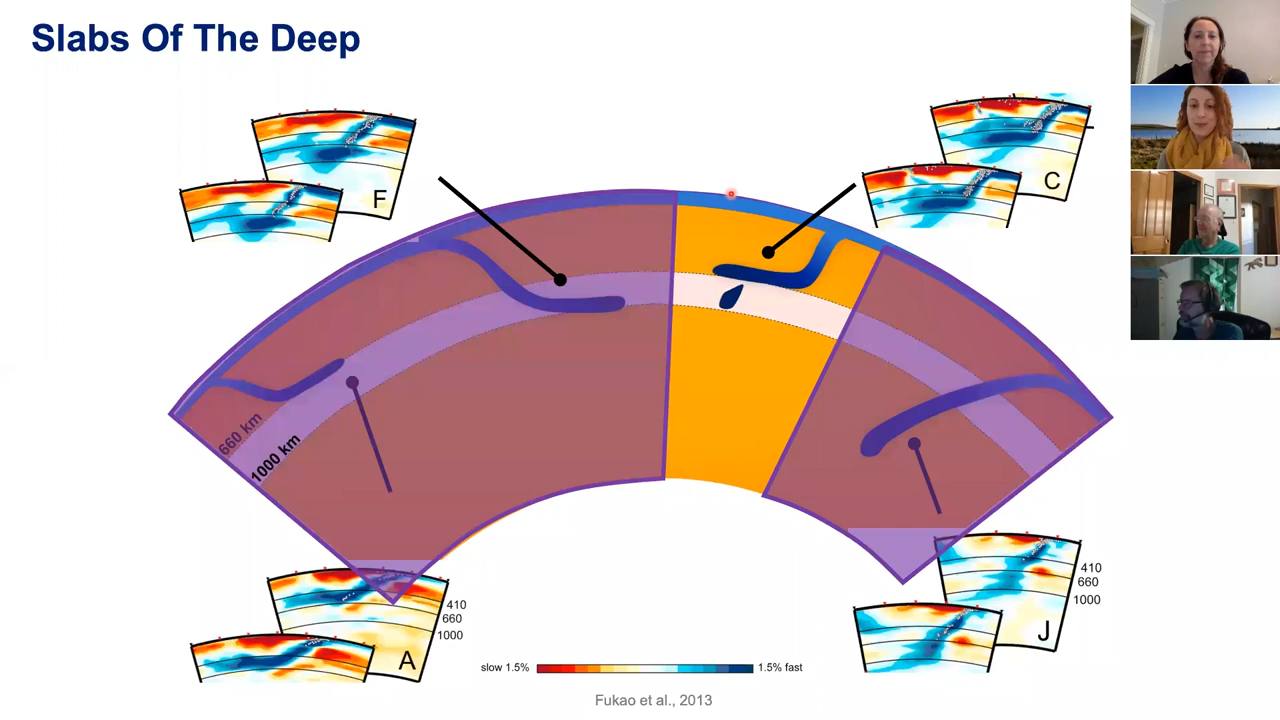 Slabs Of The Deep
F
C
660 km
1000 km
410
660
1000
A
410
660
1000
J
slow 1.5%
1.5% fast
Fukao et al., 2013